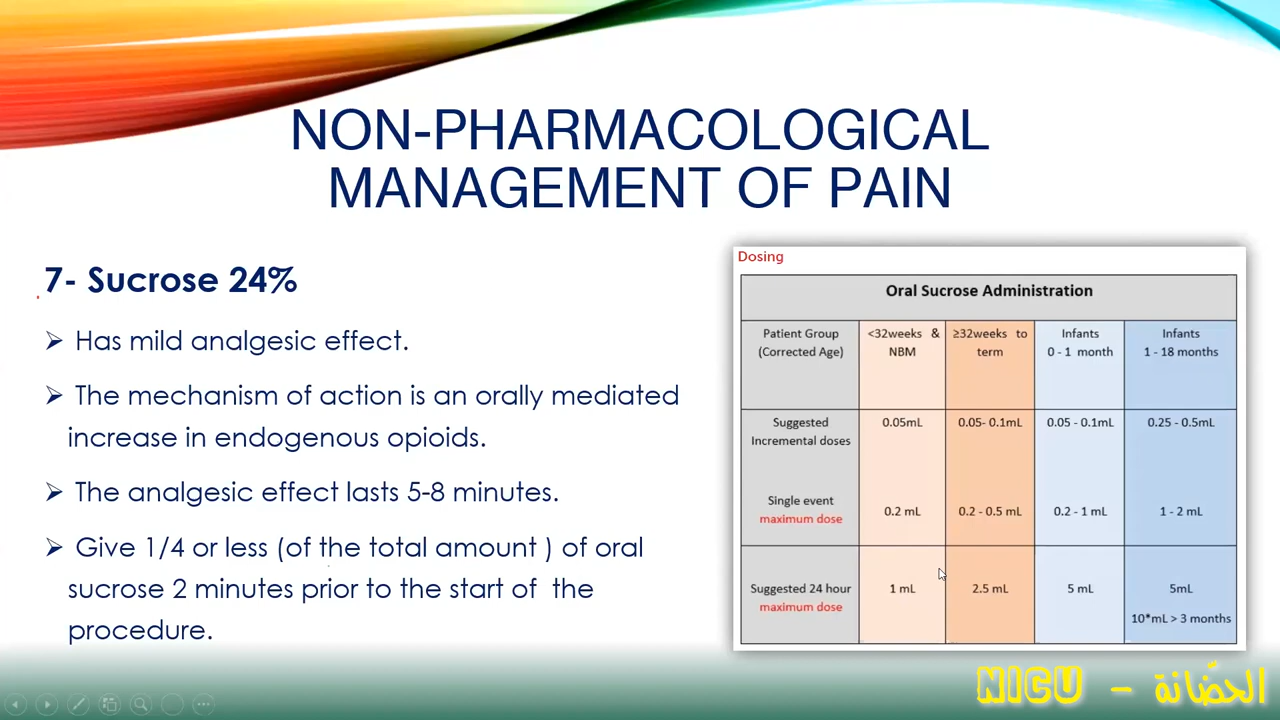 NON-PHARMACOLOGICAL
MANAGEMENT OF PAIN
7- Sucrose 24%
Has mild analgesic effect.
The mechanism of action is an orally mediated
increase in endogenous opioids.
The analgesic effect lasts 5-8 minutes.
Give 1/4 or less (of the total amount ) of oral
sucrose 2 minutes prior to the start of the
procedure.
Dosing
Oral Sucrose Administration
Patient Group (Corrected Age) <32weeks & NBM ≥32weeks to term Infants 0 - 1 month Infants 1 - 18 months
Suggested Incremental doses 0.05mL 0.05- 0.1mL 0.05 - 0.1mL 0.25 - 0.5mL
Single event maximum dose 0.2 mL 0.2 - 0.5 mL 0.2 - 1 mL 1 - 2 mL
Suggested 24 hour maximum dose 1 mL 2.5 mL 5 mL 5mL
10*mL > 3 months
NICU - الحضّانة